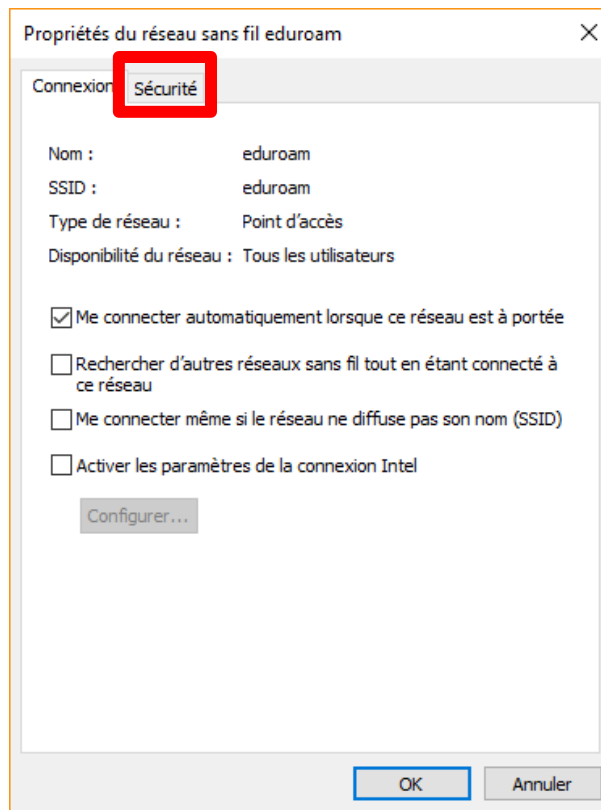 Propriétés du réseau sans fil eduroam
Connexion Sécurité
Nom : eduroam
SSID : eduroam
Type de réseau : Point d’accès
Disponibilité du réseau : Tous les utilisateurs
Me connecter automatiquement lorsque ce réseau est à portée
Rechercher d’autres réseaux sans fil tout en étant connecté à
ce réseau
Me connecter même si le réseau ne diffuse pas son nom (SSID)
Activer les paramètres de la connexion Intel
Configurer...
OK Annuler